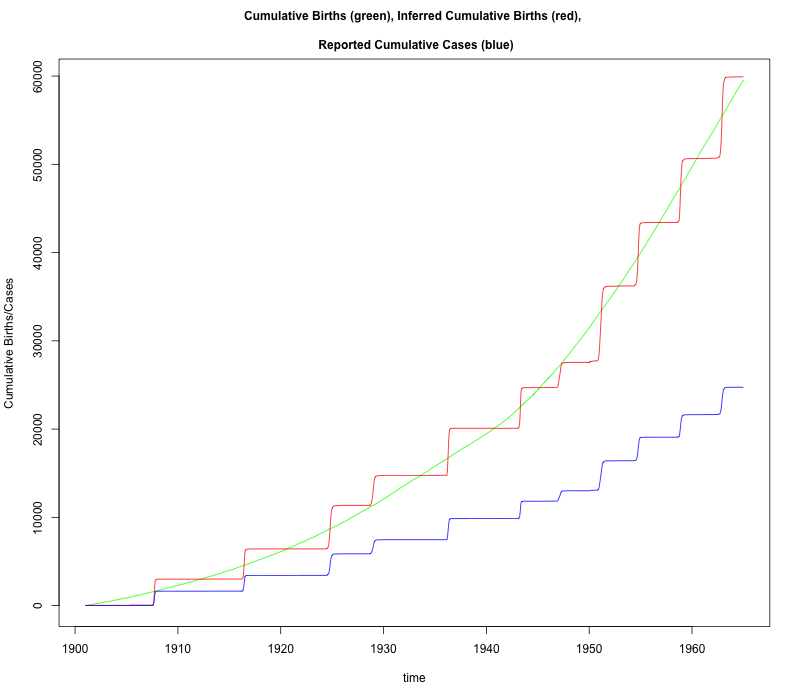 Cumulative Births (green), Inferred Cumulative Births (red),
Reported Cumulative Cases (blue)
Cumulative Births/Cases
60000
50000
40000
30000
20000
10000
0
1900 1910 1920 1930 1940 1950 1960
time